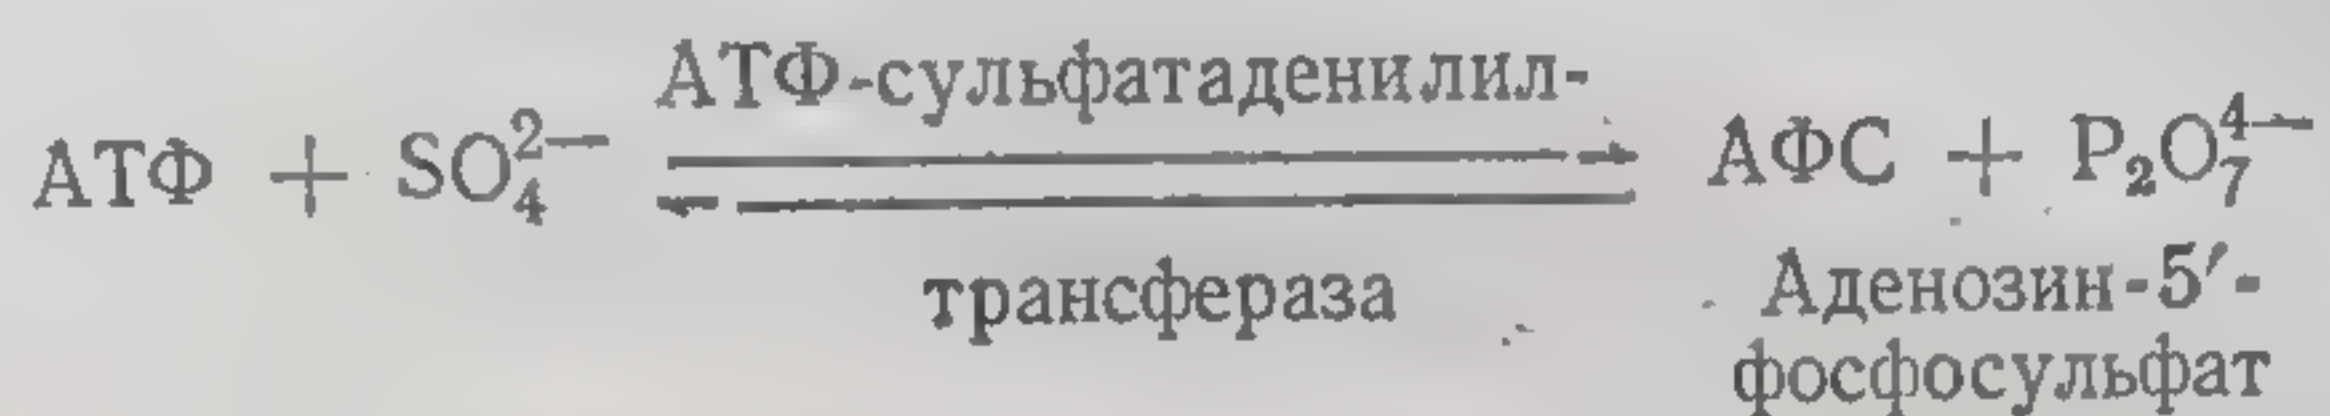 АТФ-сульфатаденилил-
АТФ + SO₄²⁻ ⇄ АФС + P₂O₇⁴⁻
трансфераза
Аденозин-5′-
фосфосульфат